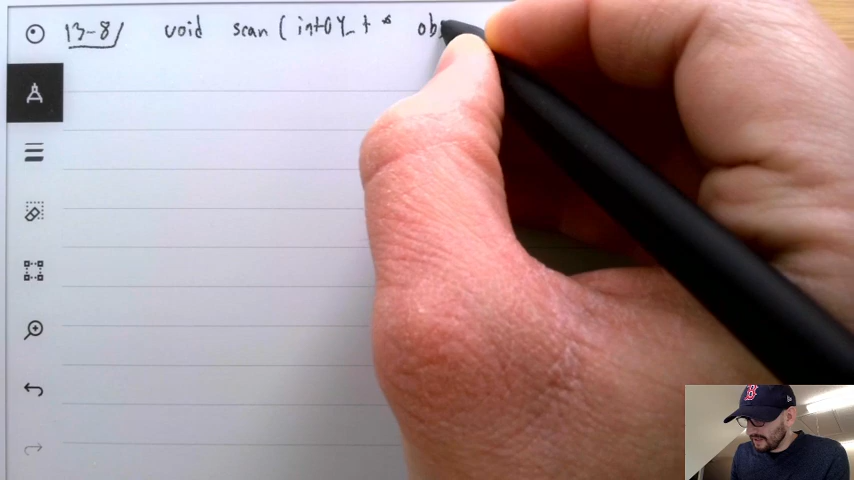 13-8/ void scan ( int64_t * ob